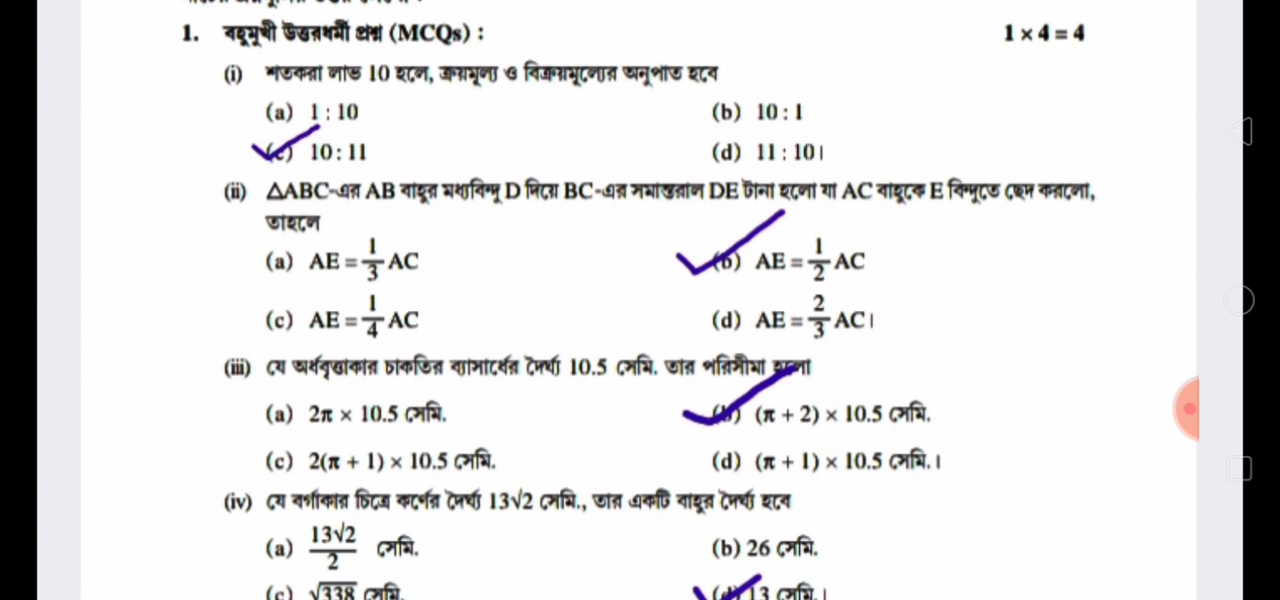 1. বহুমুখী উত্তরধর্মী প্রশ্ন (MCQs) : 1 × 4 = 4
(i) শতকরা লাভ 10 হলে, ক্রয়মূল্য ও বিক্রয়মূল্যের অনুপাত হবে
(a) 1 : 10 (b) 10 : 1
(c) 10 : 11 (d) 11 : 10।
(ii) △ABC-এর AB বাহুর মধ্যবিন্দু D দিয়ে BC-এর সমান্তরাল DE টানা হলো যা AC বাহুকে E বিন্দুতে ছেদ করলো,
তাহলে
(a) AE = 1/3 AC (b) AE = 1/2 AC
(c) AE = 1/4 AC (d) AE = 2/3 AC।
(iii) যে অর্ধবৃত্তাকার চাকতির ব্যাসার্ধের দৈর্ঘ্য 10.5 সেমি. তার পরিসীমা হলো
(a) 2π × 10.5 সেমি. (b) (π + 2) × 10.5 সেমি.
(c) 2(π + 1) × 10.5 সেমি. (d) (π + 1) × 10.5 সেমি.।
(iv) যে বর্গাকার চিত্রে কর্ণের দৈর্ঘ্য 13√2 সেমি., তার একটি বাহুর দৈর্ঘ্য হবে
(a) 13√2/2 সেমি. (b) 26 সেমি.
(c) √338 সেমি. (d) 13 সেমি.।